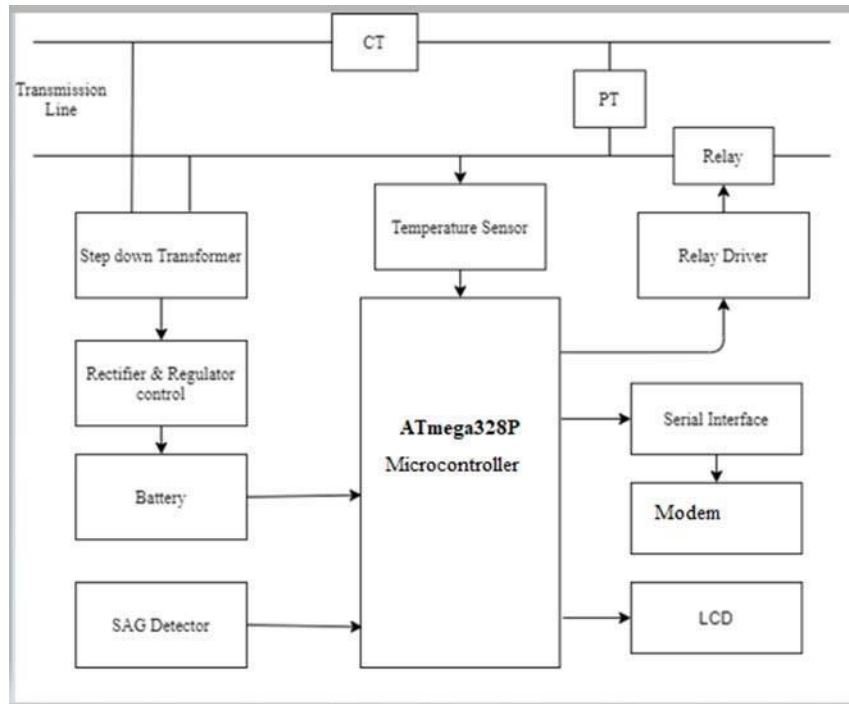 CT
Transmission
Line
PT
Relay
Step down Transformer
Temperature Sensor
Relay Driver
Rectifier & Regulator
control
ATmega328P
Microcontroller
Serial Interface
Battery
Modem
SAG Detector
LCD